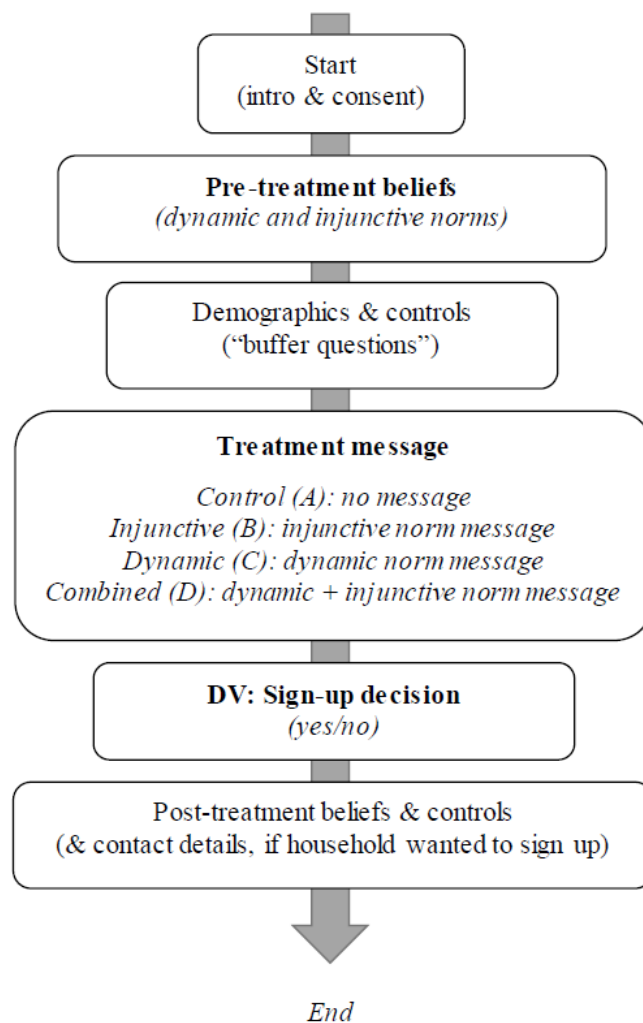 Start
(intro & consent)
Pre-treatment beliefs
(dynamic and injunctive norms)
Demographics & controls
(“buffer questions”)
Treatment message
Control (A): no message
Injunctive (B): injunctive norm message
Dynamic (C): dynamic norm message
Combined (D): dynamic + injunctive norm message
DV: Sign-up decision
(yes/no)
Post-treatment beliefs & controls
(& contact details, if household wanted to sign up)
End